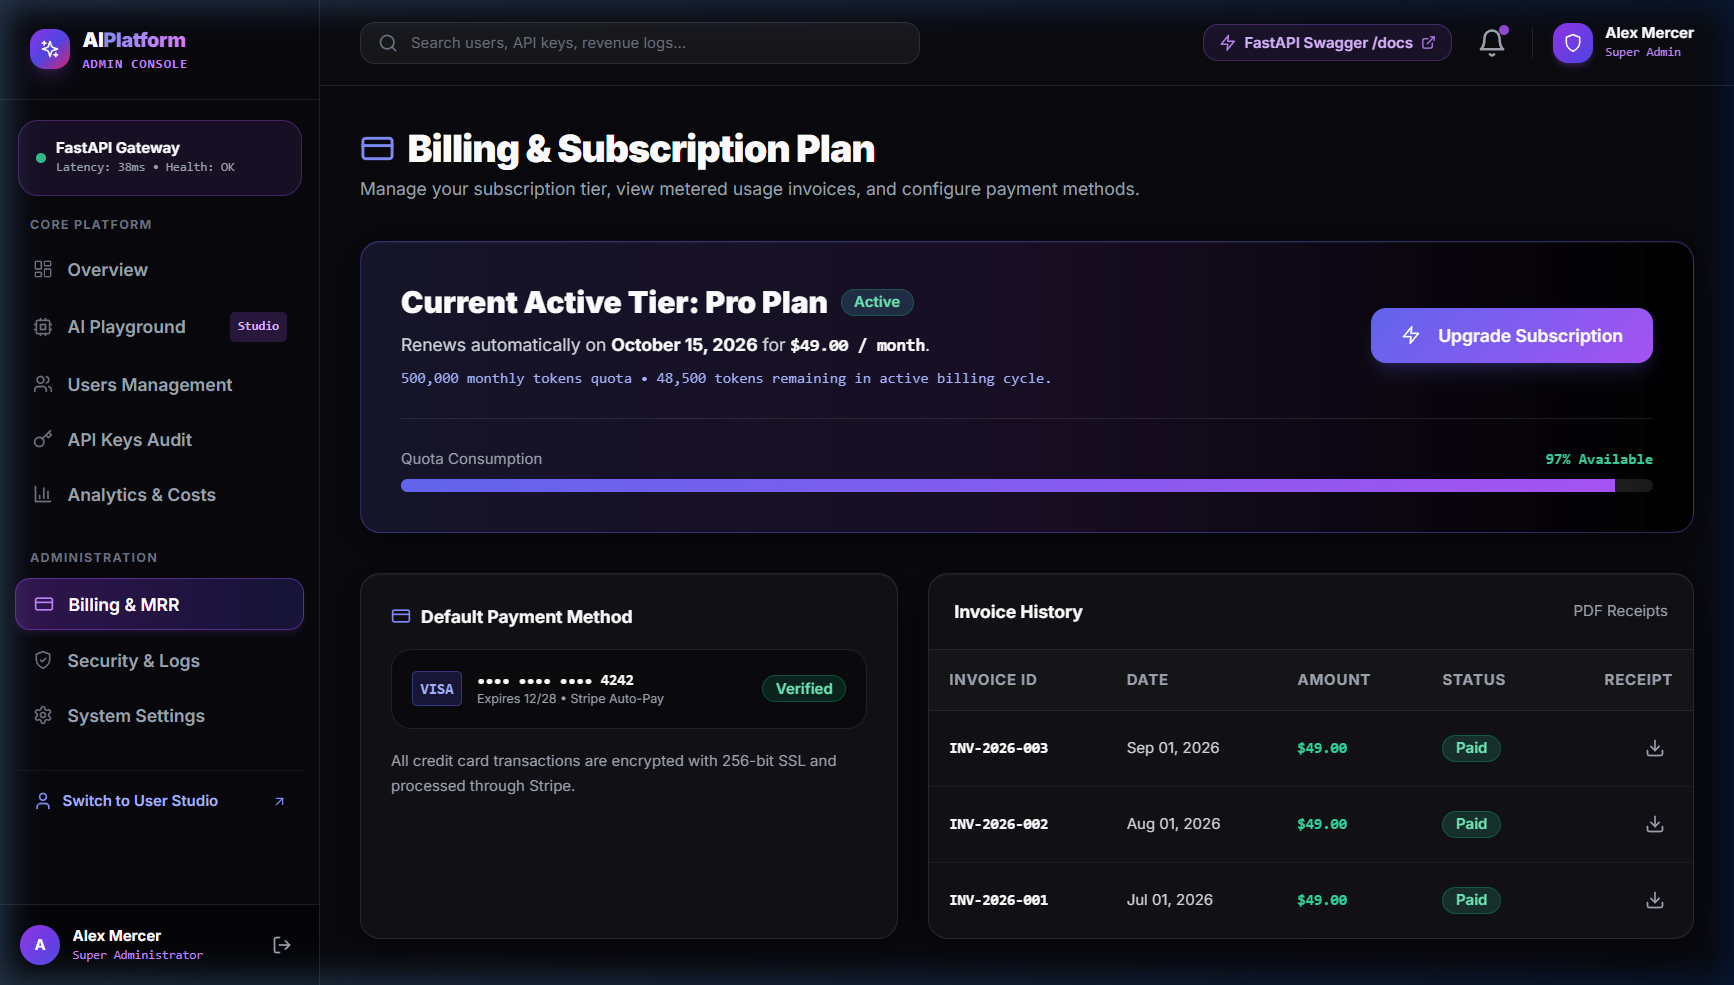 AIPlatform
ADMIN CONSOLE
Search users, API keys, revenue logs...
FastAPI Swagger /docs
Alex Mercer
Super Admin
FastAPI Gateway
Latency: 38ms • Health: OK
CORE PLATFORM
Overview
AI Playground
Studio
Users Management
API Keys Audit
Analytics & Costs
ADMINISTRATION
Billing & MRR
Security & Logs
System Settings
Switch to User Studio
A
Alex Mercer
Super Administrator
Billing & Subscription Plan
Manage your subscription tier, view metered usage invoices, and configure payment methods.
Current Active Tier: Pro Plan
Active
Renews automatically on October 15, 2026 for $49.00 / month.
500,000 monthly tokens quota • 48,500 tokens remaining in active billing cycle.
Upgrade Subscription
Quota Consumption
97% Available
Default Payment Method
VISA
•••• •••• •••• 4242
Expires 12/28 • Stripe Auto-Pay
Verified
All credit card transactions are encrypted with 256-bit SSL and
processed through Stripe.
Invoice History
PDF Receipts
INVOICE ID DATE AMOUNT STATUS RECEIPT
INV-2026-003 Sep 01, 2026 $49.00 Paid
INV-2026-002 Aug 01, 2026 $49.00 Paid
INV-2026-001 Jul 01, 2026 $49.00 Paid